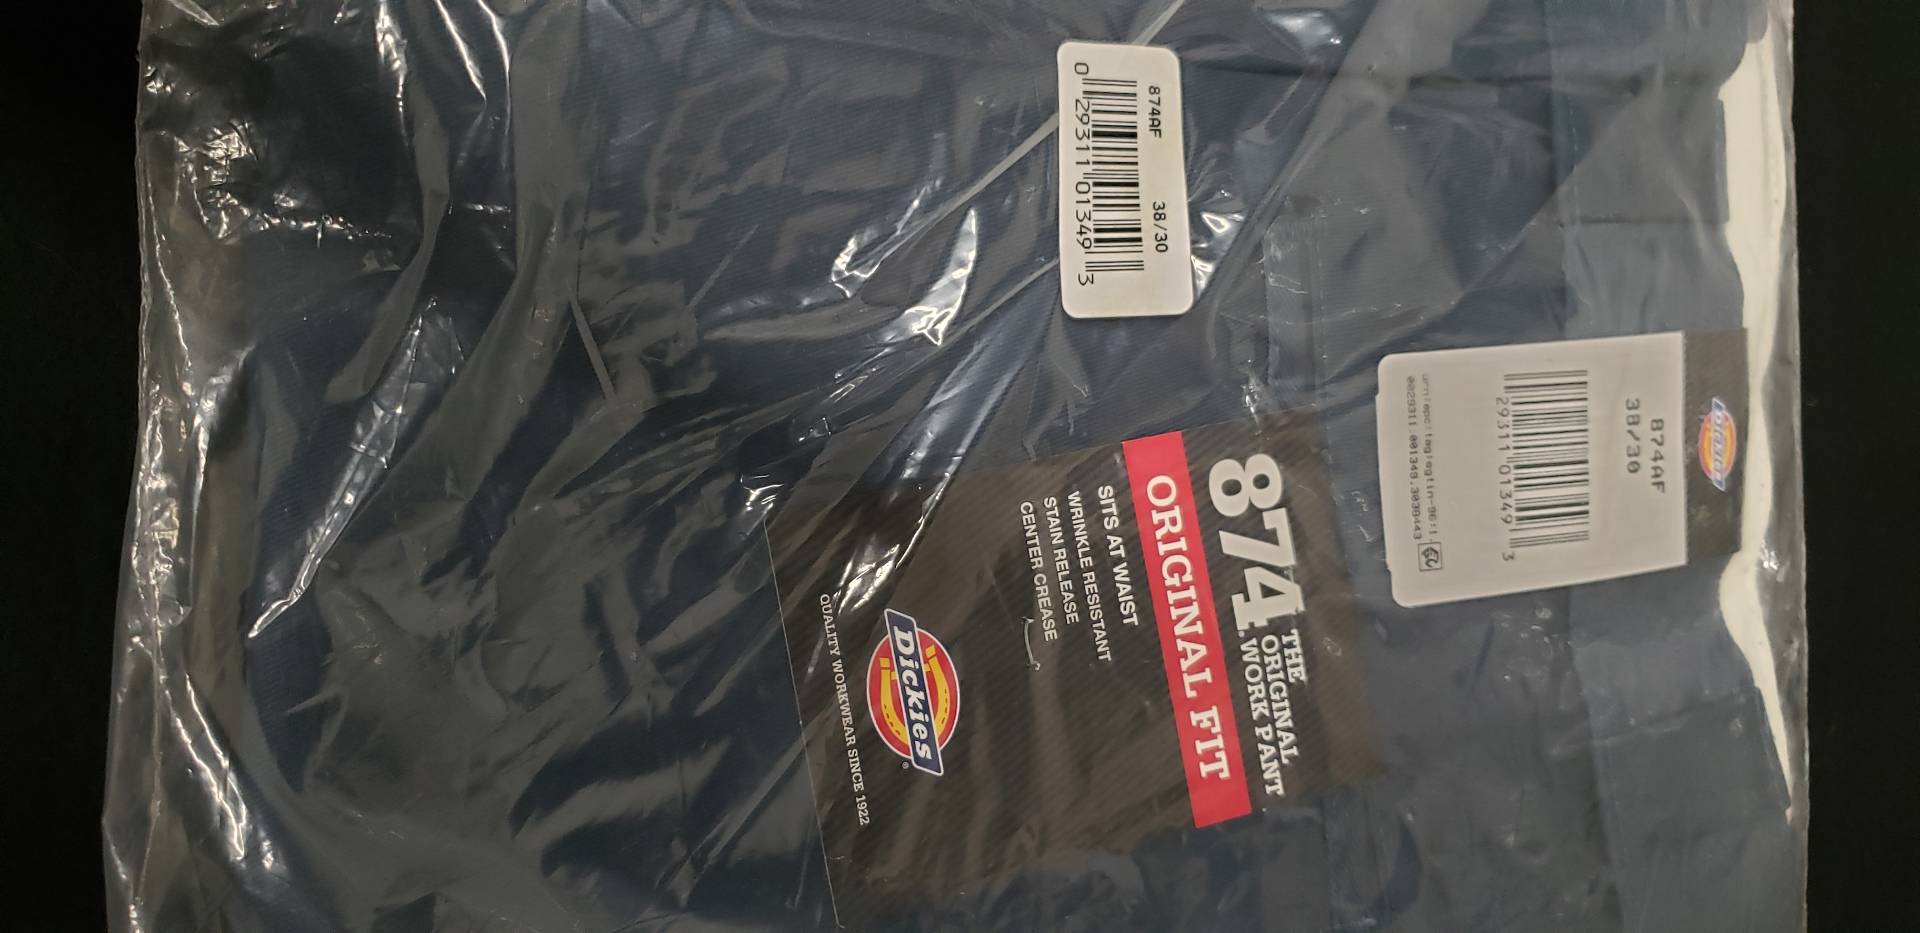 874AF 38/30
0 29311 01349 3
Dickies
874AF
38/30
29311 01349 3
874
THE
ORIGINAL
WORK PANT
ORIGINAL FIT
SITS AT WAIST
WRINKLE RESISTANT
STAIN RELEASE
CENTER CREASE
Dickies®
QUALITY WORKWEAR SINCE 1922